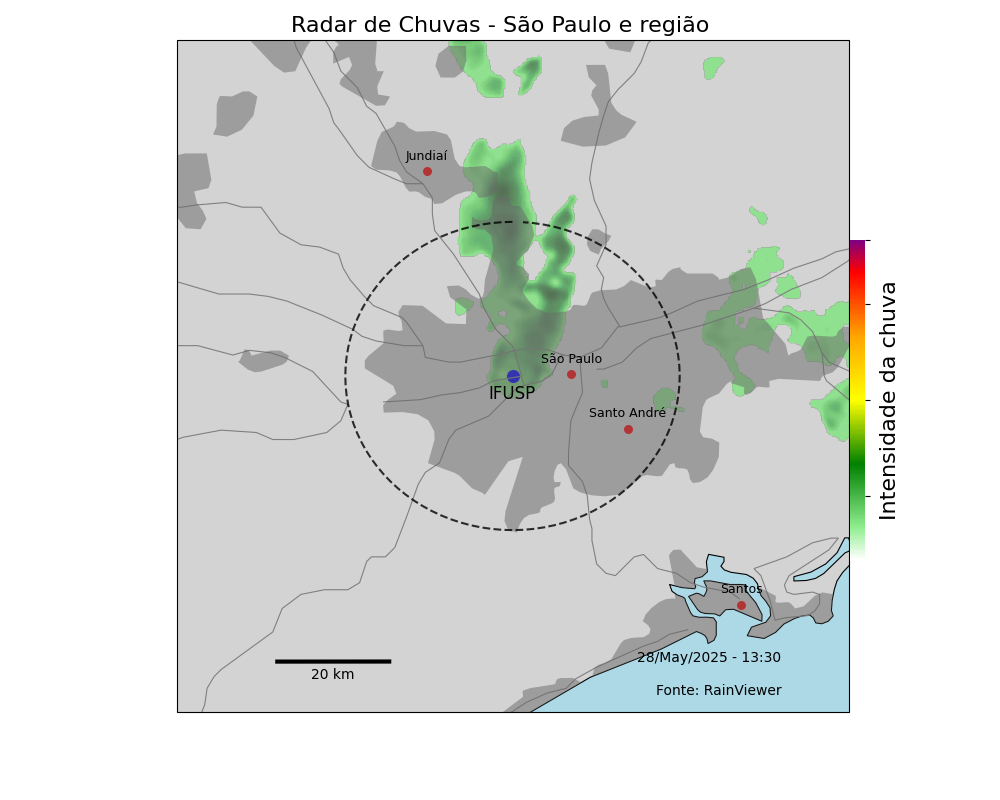 Radar de Chuvas - São Paulo e região
Jundiaí
São Paulo
IFUSP
Santo André
Intensidade da chuva
Santos
28/May/2025 - 13:30
20 km
Fonte: RainViewer